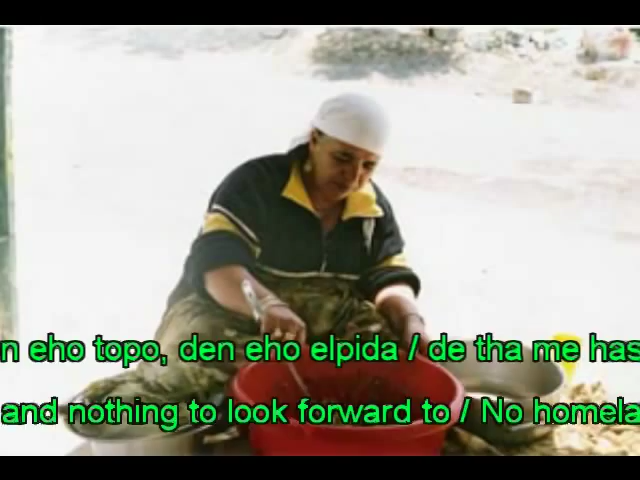 n eho topo, den eho elpida / de tha me has
and nothing to look forward to / No homela